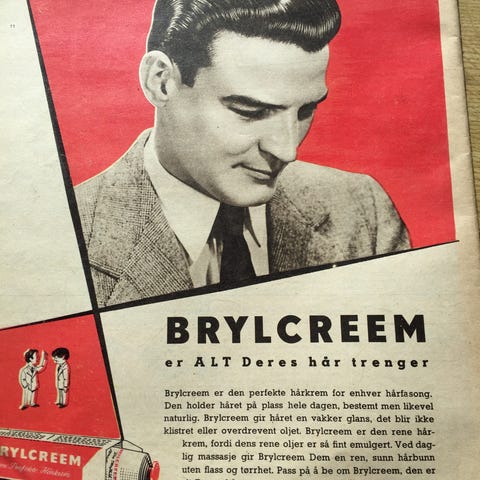 BRYLCREEM
er ALT Deres hår trenger
Brylcreem er den perfekte hårkrem for enhver hårfasong.
Den holder håret på plass hele dagen, bestemt men likevel
naturlig. Brylcreem gir håret en vakker glans, det blir ikke
klistret eller overdrevent oljet. Brylcreem er den rene hår-
krem, fordi dens rene oljer er så fint emulgert. Ved dag-
lig massasje gir Brylcreem Dem en ren, sunn hårbunn
uten flass og tørrhet. Pass på å be om Brylcreem, den er
RYLCREEM
Perfekte Hårkrem